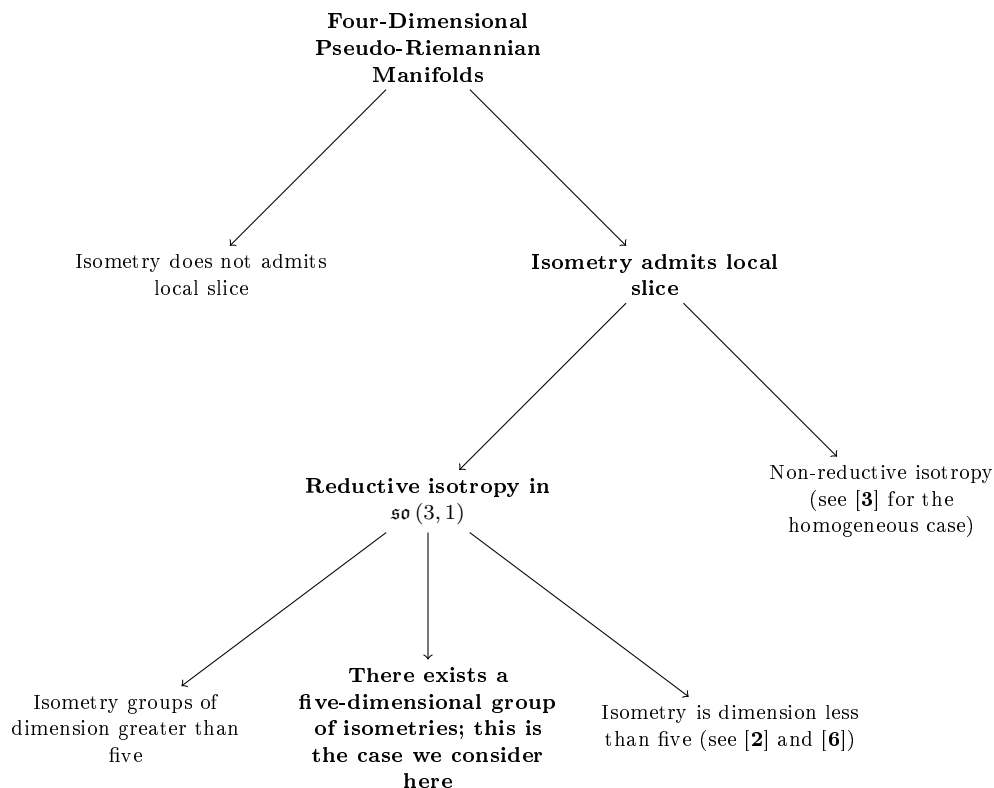 Four-Dimensional
Pseudo-Riemannian
Manifolds
Isometry does not admits
local slice
Isometry admits local
slice
Reductive isotropy in
𝔰𝔬 (3, 1)
Non-reductive isotropy
(see [3] for the
homogeneous case)
Isometry groups of
dimension greater than
five
There exists a
five-dimensional group
of isometries; this is
the case we consider
here
Isometry is dimension less
than five (see [2] and [6])